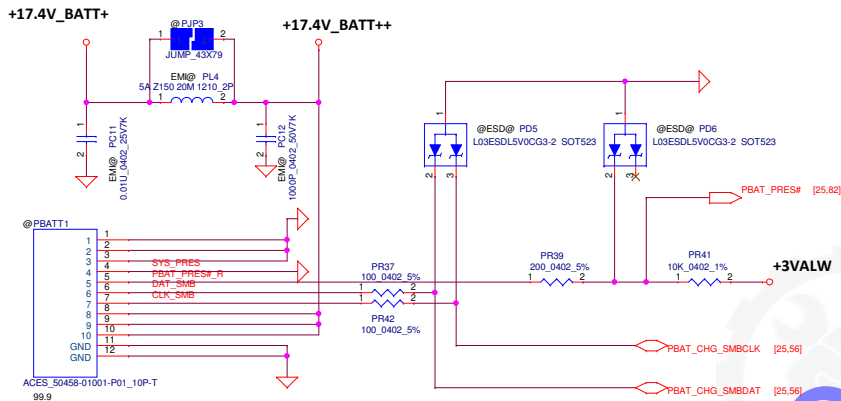 +17.4V_BATT+
@ PJP3
1 2
JUMP_43X79
+17.4V_BATT++
EMI@ PL4
5A Z150 20M 1210_2P
1 2
1
2
EMI@ PC11
0.01U_0402_25V7K
1
2
EMI@ PC12
1000P_0402_50V7K
1
2 3
@ESD@ PD5
L03ESDL5V0CG3-2 SOT523
1
2 3
@ESD@ PD6
L03ESDL5V0CG3-2 SOT523
PBAT_PRES# [25,82]
@PBATT1
1 1
2 2
3 3 SYS_PRES
4 4 PBAT_PRES#_R
5 5 DAT_SMB
6 6 CLK_SMB
7 7
8 8
9 9
10 10
GND 11
GND 12
ACES_50458-01001-P01_10P-T
99.9
PR37
100_0402_5%
1 2
1 2
PR42
100_0402_5%
PR39
200_0402_5%
1 2
PR41
10K_0402_1%
1 2
+3VALW
PBAT_CHG_SMBCLK [25,56]
PBAT_CHG_SMBDAT [25,56]